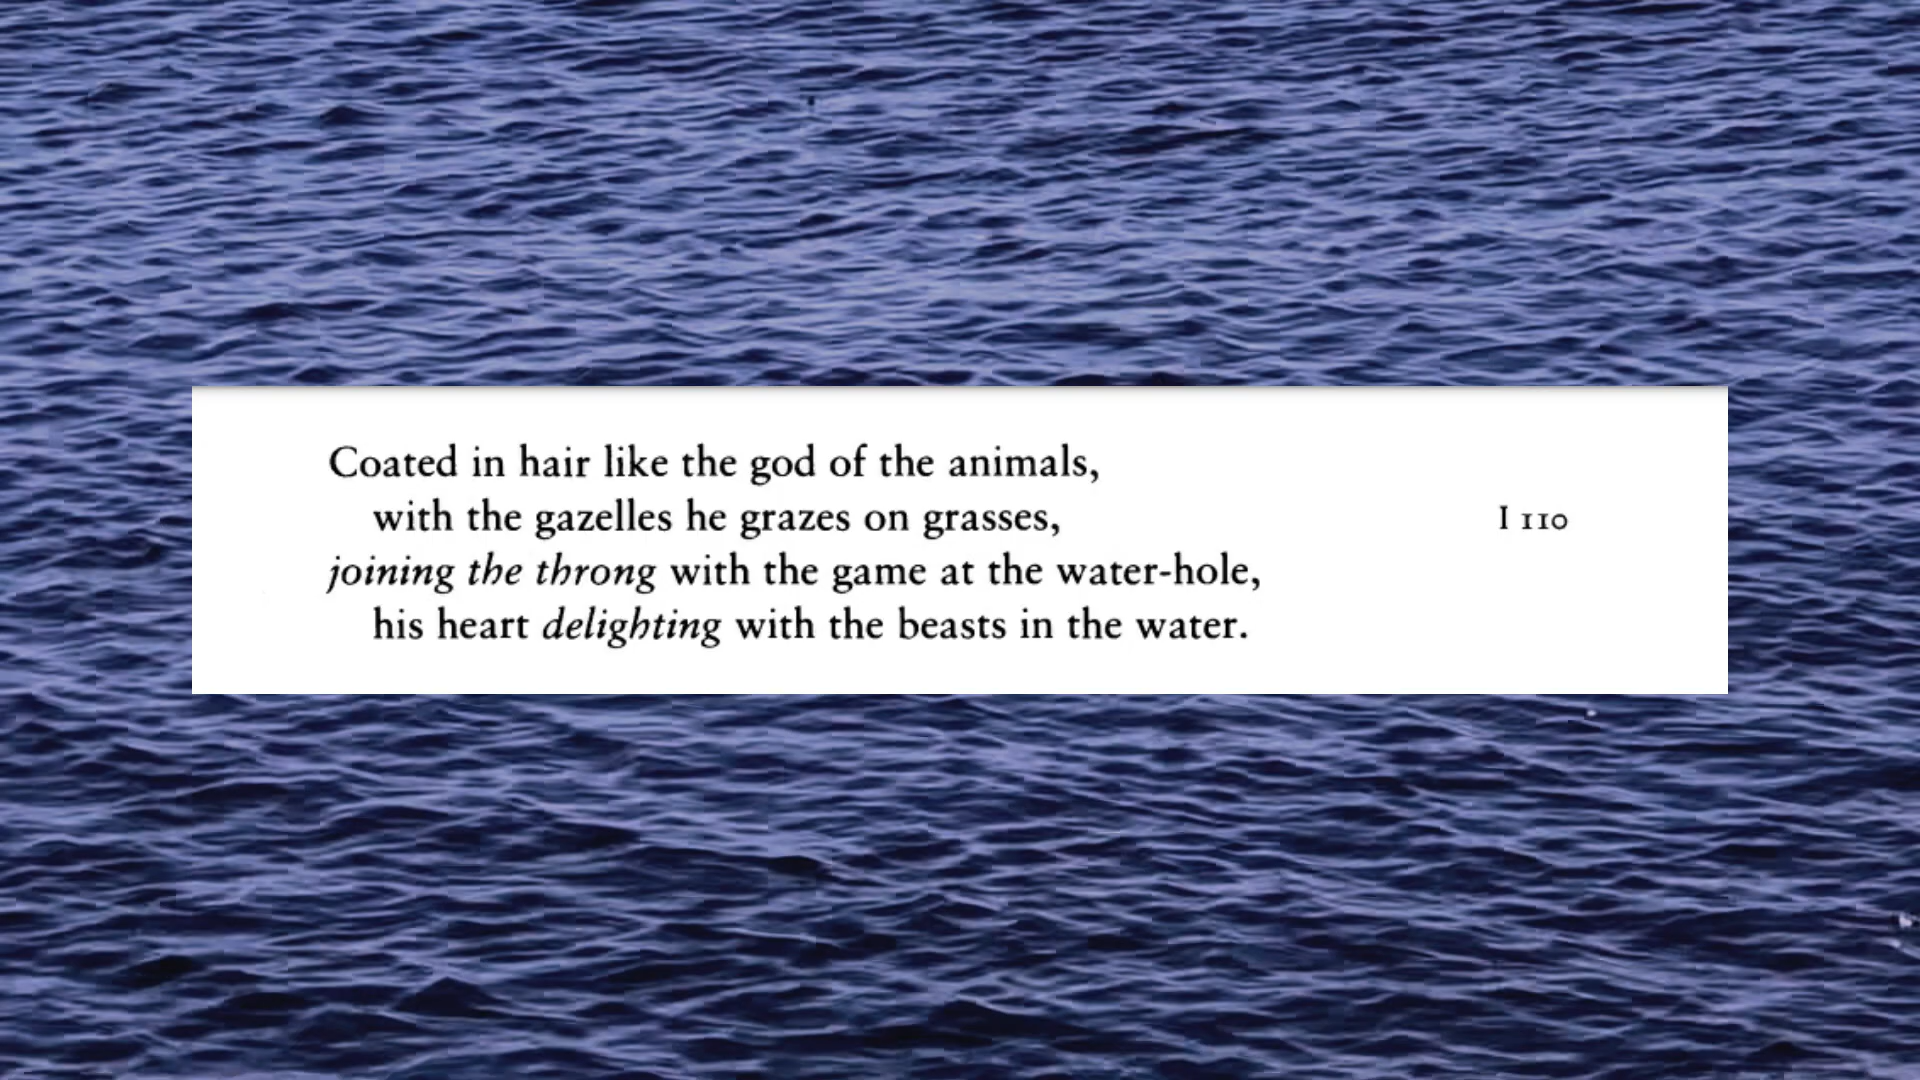 Coated in hair like the god of the animals,
with the gazelles he grazes on grasses, I 110
joining the throng with the game at the water-hole,
his heart delighting with the beasts in the water.